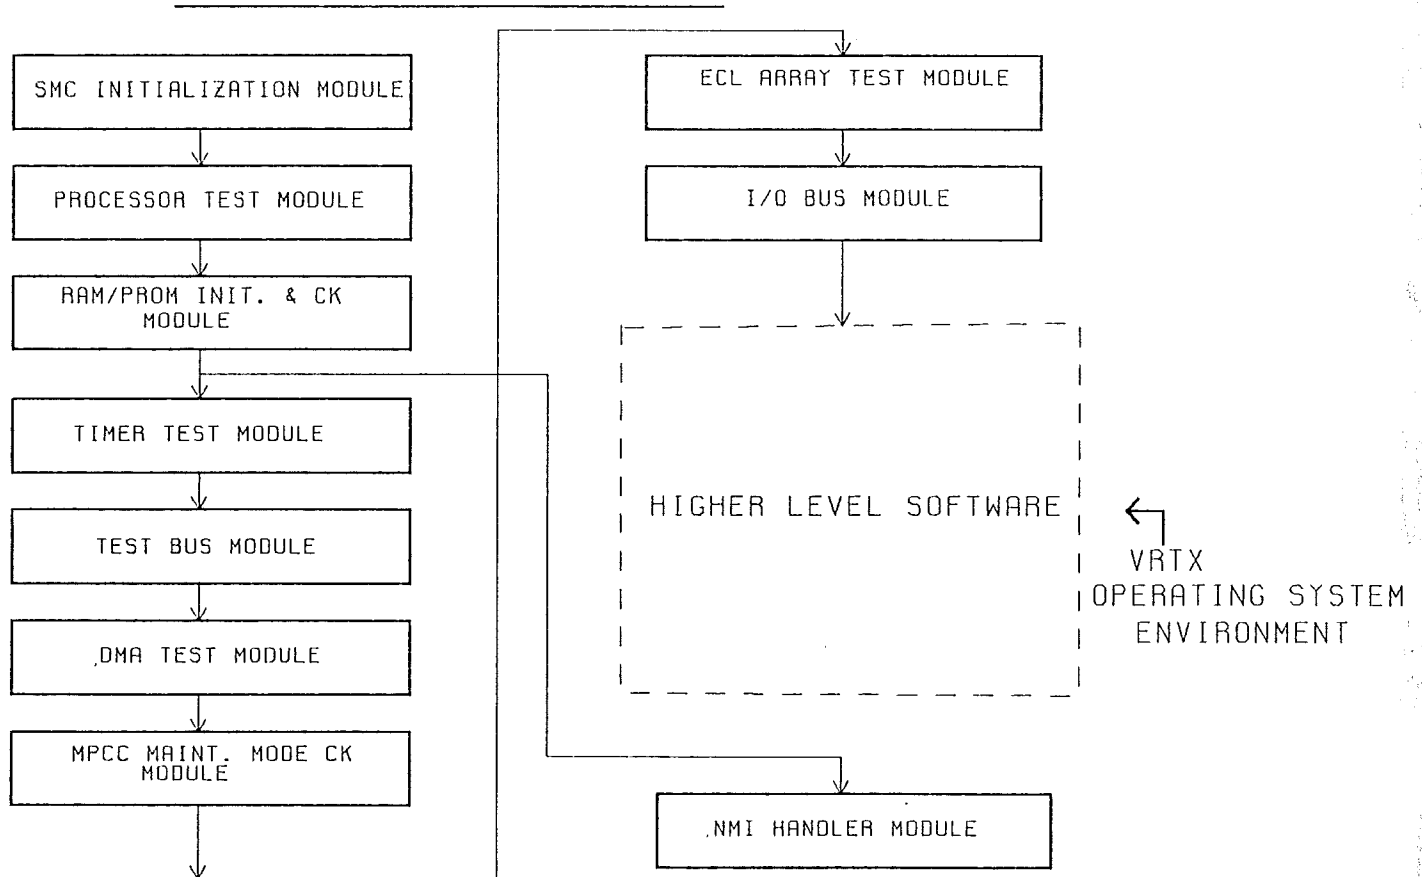 SMC INITIALIZATION MODULE
PROCESSOR TEST MODULE
RAM/PROM INIT. & CK
MODULE
TIMER TEST MODULE
TEST BUS MODULE
DMA TEST MODULE
MPCC MAINT. MODE CK
MODULE
ECL ARRAY TEST MODULE
I/O BUS MODULE
HIGHER LEVEL SOFTWARE
VRTX
OPERATING SYSTEM
ENVIRONMENT
NMI HANDLER MODULE